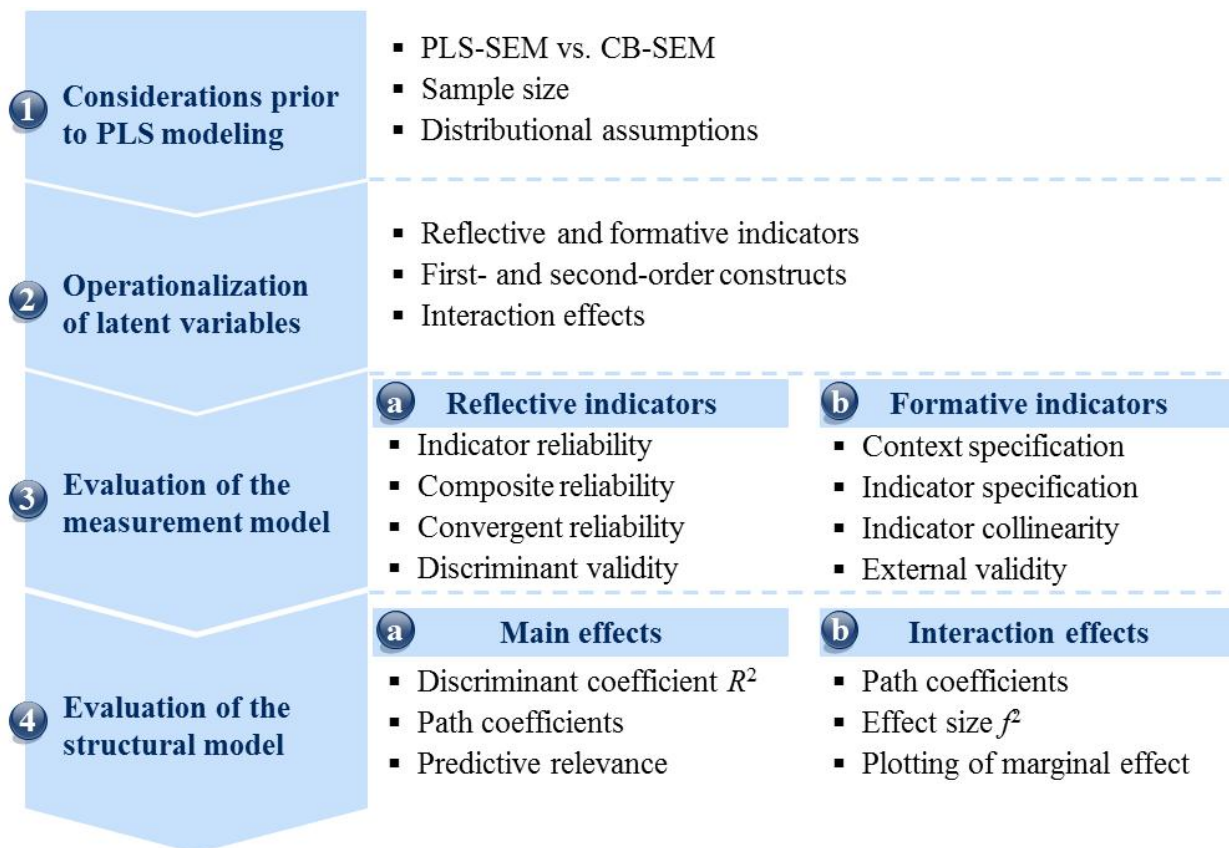 1 Considerations prior
to PLS modeling
▪ PLS-SEM vs. CB-SEM
▪ Sample size
▪ Distributional assumptions
2 Operationalization
of latent variables
▪ Reflective and formative indicators
▪ First- and second-order constructs
▪ Interaction effects
3 Evaluation of the
measurement model
a Reflective indicators
▪ Indicator reliability
▪ Composite reliability
▪ Convergent reliability
▪ Discriminant validity
b Formative indicators
▪ Context specification
▪ Indicator specification
▪ Indicator collinearity
▪ External validity
4 Evaluation of the
structural model
a Main effects
▪ Discriminant coefficient R²
▪ Path coefficients
▪ Predictive relevance
b Interaction effects
▪ Path coefficients
▪ Effect size f²
▪ Plotting of marginal effect